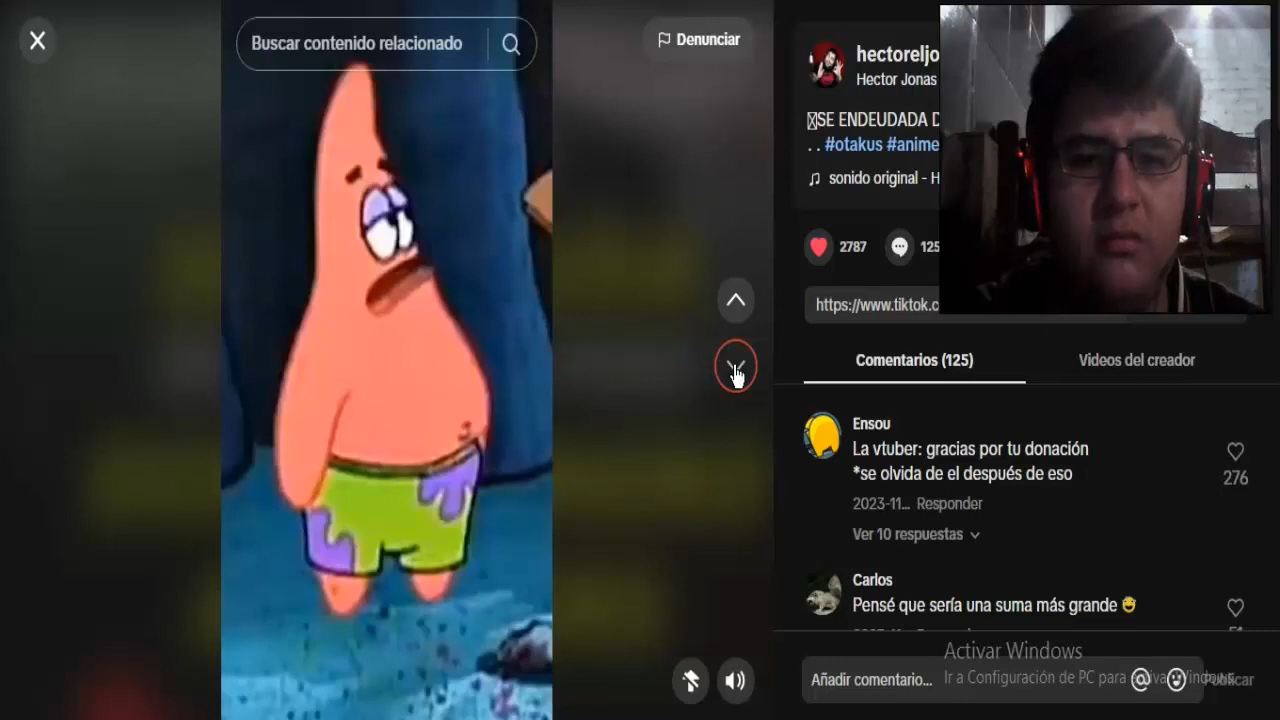 Buscar contenido relacionado
Denunciar
hectoreljo
Hector Jonas
SE ENDEUDADA D
. . #otakus #anime
sonido original - H
2787
125
https://www.tiktok.c
Comentarios (125)
Videos del creador
Ensou
La vtuber: gracias por tu donación
*se olvida de el después de eso
276
2023-11... Responder
Ver 10 respuestas
Carlos
Pensé que sería una suma más grande
Activar Windows
Ir a Configuración de PC para Windows.
Añadir comentario...